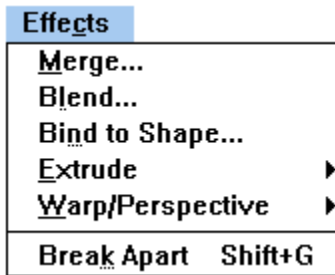 Effects
Merge...
Blend...
Bind to Shape...
Extrude
Warp/Perspective
Break Apart Shift+G